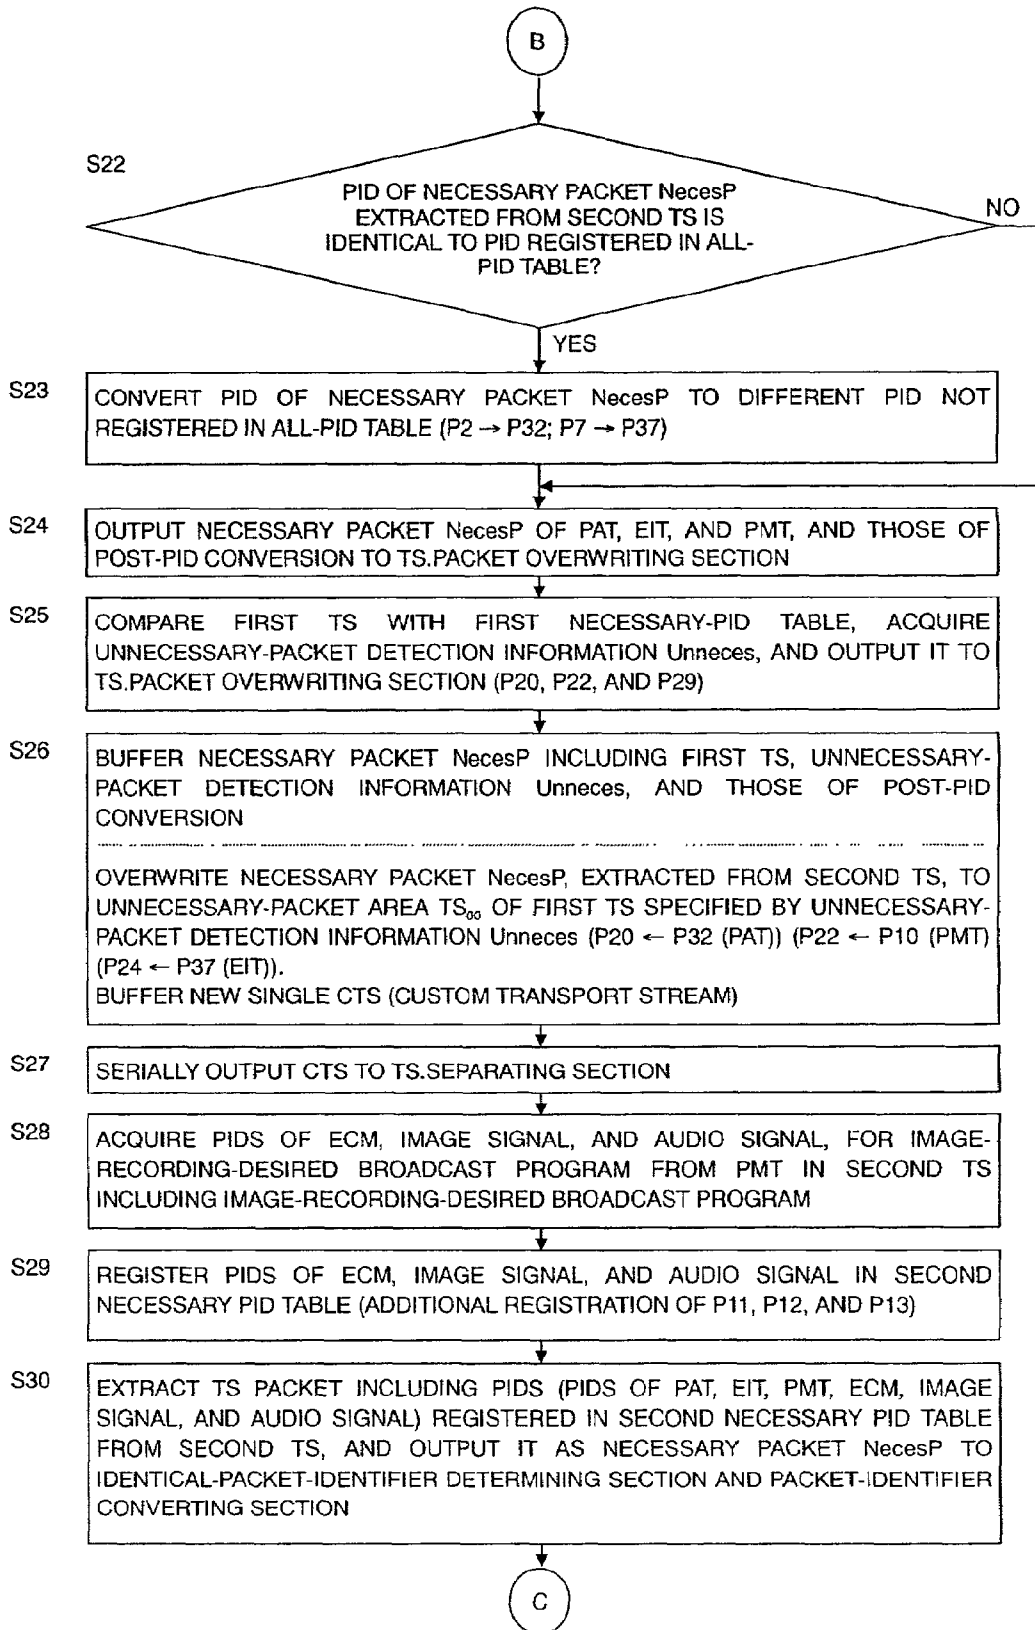 B
S22
PID OF NECESSARY PACKET NecesP
EXTRACTED FROM SECOND TS IS
IDENTICAL TO PID REGISTERED IN ALL-
PID TABLE?
NO
YES
S23
CONVERT PID OF NECESSARY PACKET NecesP TO DIFFERENT PID NOT
REGISTERED IN ALL-PID TABLE (P2 → P32; P7 → P37)
S24
OUTPUT NECESSARY PACKET NecesP OF PAT, EIT, AND PMT, AND THOSE OF
POST-PID CONVERSION TO TS.PACKET OVERWRITING SECTION
S25
COMPARE FIRST TS WITH FIRST NECESSARY-PID TABLE, ACQUIRE
UNNECESSARY-PACKET DETECTION INFORMATION Unneces, AND OUTPUT IT TO
TS.PACKET OVERWRITING SECTION (P20, P22, AND P29)
S26
BUFFER NECESSARY PACKET NecesP INCLUDING FIRST TS, UNNECESSARY-
PACKET DETECTION INFORMATION Unneces, AND THOSE OF POST-PID
CONVERSION
OVERWRITE NECESSARY PACKET NecesP, EXTRACTED FROM SECOND TS, TO
UNNECESSARY-PACKET AREA TS₀₀ OF FIRST TS SPECIFIED BY UNNECESSARY-
PACKET DETECTION INFORMATION Unneces (P20 ← P32 (PAT)) (P22 ← P10 (PMT)
(P24 ← P37 (EIT)).
BUFFER NEW SINGLE CTS (CUSTOM TRANSPORT STREAM)
S27
SERIALLY OUTPUT CTS TO TS.SEPARATING SECTION
S28
ACQUIRE PIDS OF ECM, IMAGE SIGNAL, AND AUDIO SIGNAL, FOR IMAGE-
RECORDING-DESIRED BROADCAST PROGRAM FROM PMT IN SECOND TS
INCLUDING IMAGE-RECORDING-DESIRED BROADCAST PROGRAM
S29
REGISTER PIDS OF ECM, IMAGE SIGNAL, AND AUDIO SIGNAL IN SECOND
NECESSARY PID TABLE (ADDITIONAL REGISTRATION OF P11, P12, AND P13)
S30
EXTRACT TS PACKET INCLUDING PIDS (PIDS OF PAT, EIT, PMT, ECM, IMAGE
SIGNAL, AND AUDIO SIGNAL) REGISTERED IN SECOND NECESSARY PID TABLE
FROM SECOND TS, AND OUTPUT IT AS NECESSARY PACKET NecesP TO
IDENTICAL-PACKET-IDENTIFIER DETERMINING SECTION AND PACKET-IDENTIFIER
CONVERTING SECTION
C